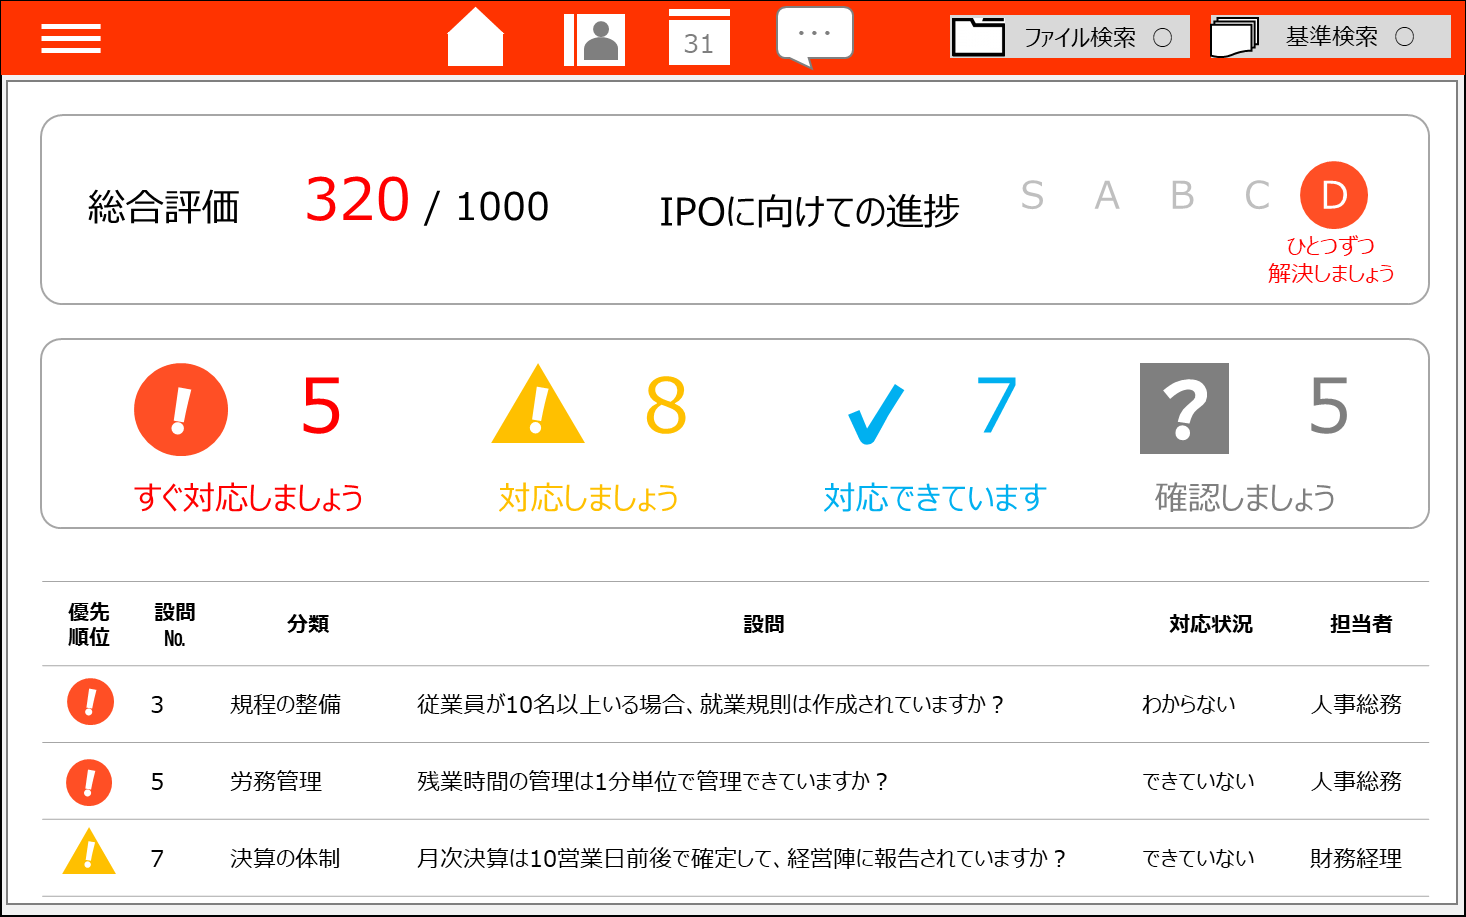 31
…
ファイル検索 ○
基準検索 ○
総合評価 320 / 1000
IPOに向けての進捗
S A B C D
ひとつずつ
解決しましょう
! 5
! 8
✓ 7
? 5
すぐ対応しましょう
対応しましょう
対応できています
確認しましょう
優先
順位
設問
№
分類
設問
対応状況
担当者
! 3 規程の整備 従業員が10名以上いる場合、就業規則は作成されていますか？ わからない 人事総務
! 5 労務管理 残業時間の管理は1分単位で管理できていますか？ できていない 人事総務
! 7 決算の体制 月次決算は10営業日前後で確定して、経営陣に報告されていますか？ できていない 財務経理